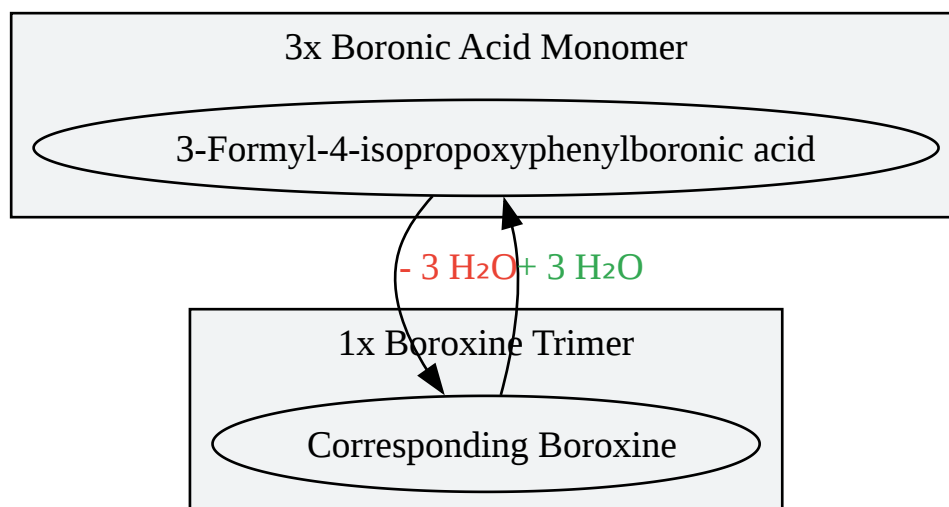 3x Boronic Acid Monomer
3-Formyl-4-isopropoxyphenylboronic acid
- 3 H₂O+ 3 H₂O
1x Boroxine Trimer
Corresponding Boroxine